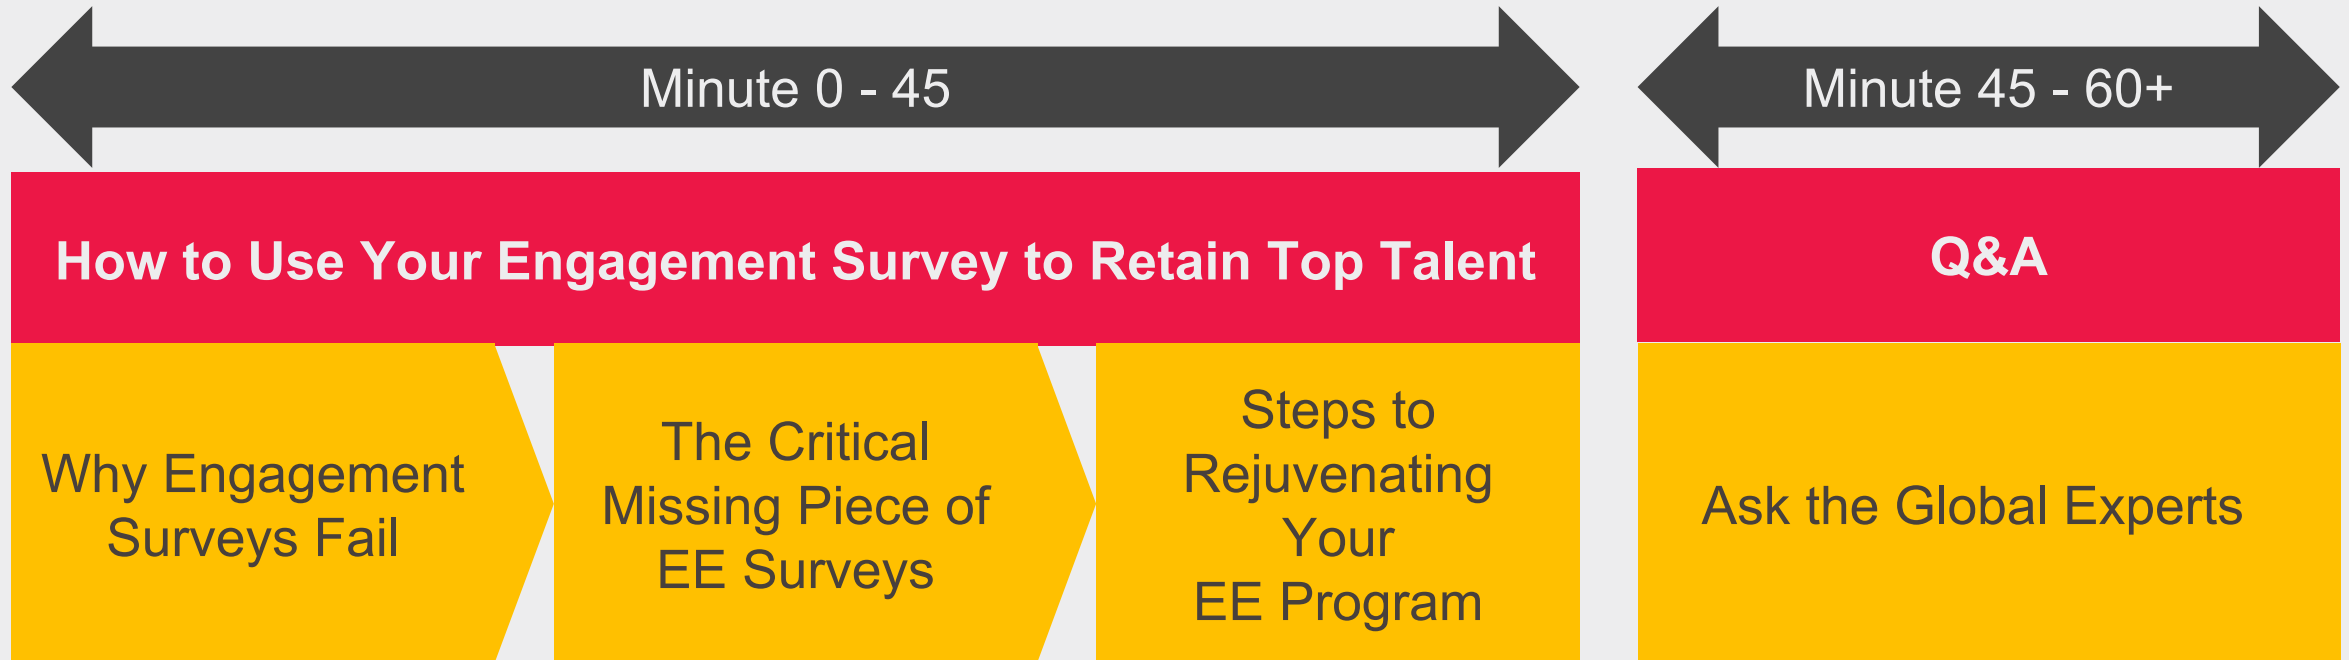 Minute 0 - 45
Minute 45 - 60+
How to Use Your Engagement Survey to Retain Top Talent
Q&A
Why Engagement
Surveys Fail
The Critical
Missing Piece of
EE Surveys
Steps to
Rejuvenating
Your
EE Program
Ask the Global Experts